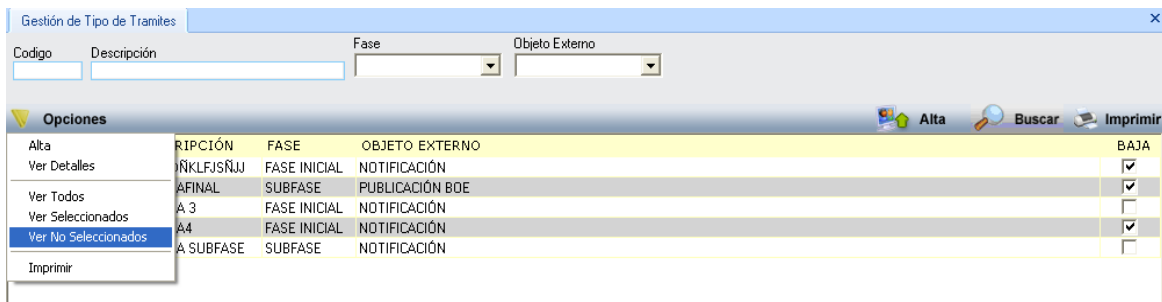 Gestión de Tipo de Tramites
Codigo Descripción Fase Objeto Externo
Opciones Alta Buscar Imprimir
Alta
Ver Detalles
Ver Todos
Ver Seleccionados
Ver No Seleccionados
Imprimir
RIPCIÓN FASE OBJETO EXTERNO BAJA
ÑKLFJSÑJJ FASE INICIAL NOTIFICACIÓN
AFINAL SUBFASE PUBLICACIÓN BOE
A 3 FASE INICIAL NOTIFICACIÓN
A4 FASE INICIAL NOTIFICACIÓN
A SUBFASE SUBFASE NOTIFICACIÓN